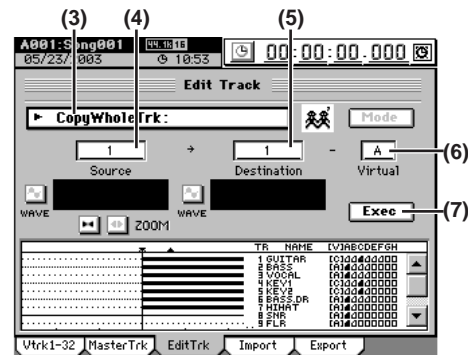 (3) (4) (5)
A001:Song001 44.1k 16
05/23/2003 10:53 00:00:00.000
Edit Track
CopyWholeTrk: Mode
1 → 1 - A (6)
Source Destination Virtual
WAVE WAVE Exec (7)
ZOOM
TR NAME [V]ABCDEFGH
1 GUITAR [C]
2 BASS [A]
3 VOCAL [A]
4 KEY1 [A]
5 KEY2 [C]
6 BASS.DR [A]
7 HIHAT [A]
8 SNR [A]
9 FLR [A]
Vtrk1-32 MasterTrk EditTrk Import Export